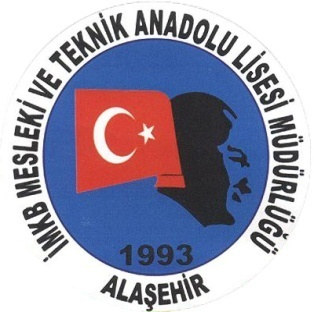 İMKB MESLEKİ VE TEKNİK ANADOLU LİSESİ MÜDÜRLÜĞÜ
1993
ALAŞEHİR